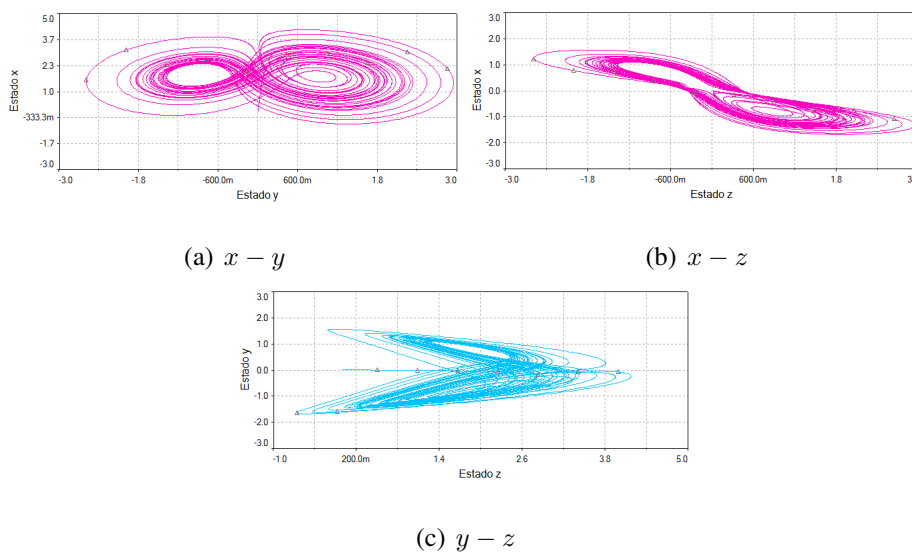 5.0
3.7
2.3
1.0
-333.3m
-1.7
-3.0
Estado x
-3.0 -1.8 -600.0m 600.0m 1.8 3.0
Estado y
(a) x − y
3.0
2.0
1.0
0.0
-1.0
-2.0
-3.0
Estado x
-3.0 -1.8 -600.0m 600.0m 1.8 3.0
Estado z
(b) x − z
3.0
2.0
1.0
0.0
-1.0
-2.0
-3.0
Estado y
-1.0 200.0m 1.4 2.6 3.8 5.0
Estado z
(c) y − z